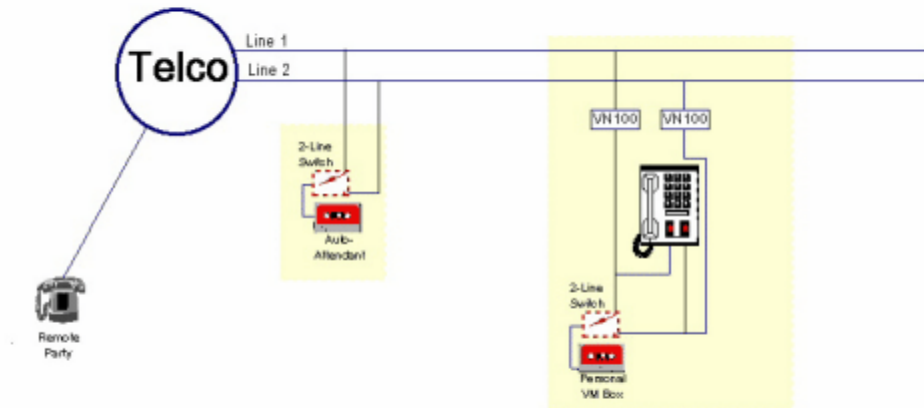 Line 1
Telco
Line 2
VN100
VN100
2-Line
Switch
Auto-
Attendant
2-Line
Switch
Remote
Party
Personal
VM Box